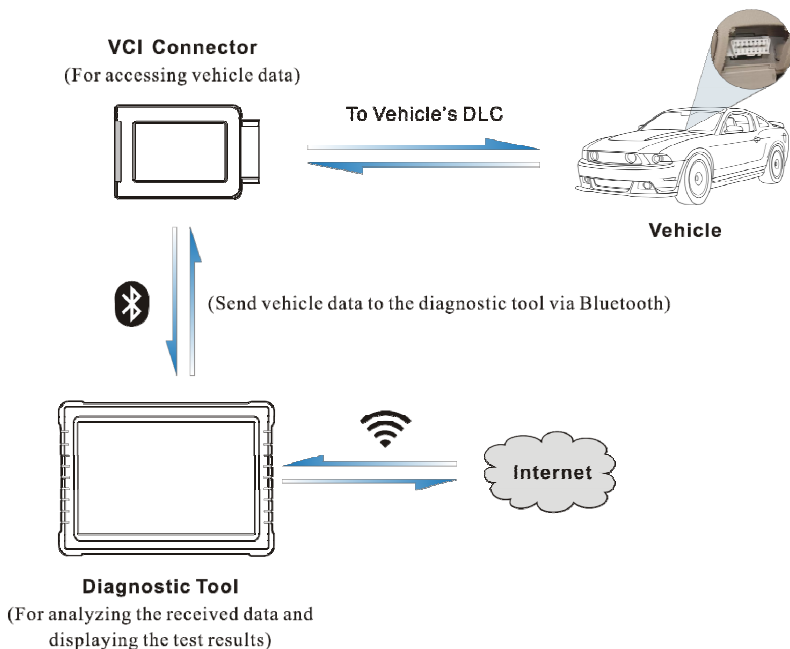 VCI Connector
(For accessing vehicle data)
To Vehicle's DLC
Vehicle
(Send vehicle data to the diagnostic tool via Bluetooth)
Internet
Diagnostic Tool
(For analyzing the received data and
displaying the test results)